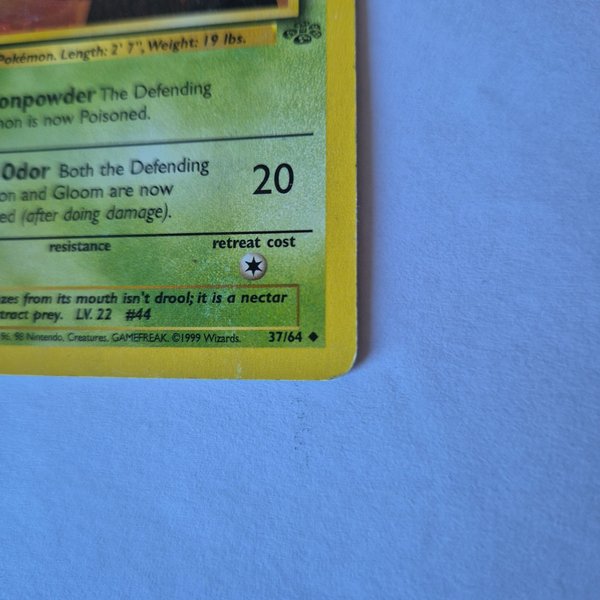 Pokémon. Length: 2' 7", Weight: 19 lbs.
onpowder The Defending
non is now Poisoned.
Odor Both the Defending
on and Gloom are now
ed (after doing damage).
20
resistance
retreat cost
zes from its mouth isn't drool; it is a nectar
tract prey. LV. 22 #44
96, 98 Nintendo, Creatures, GAMEFREAK. ©1999 Wizards.
37/64